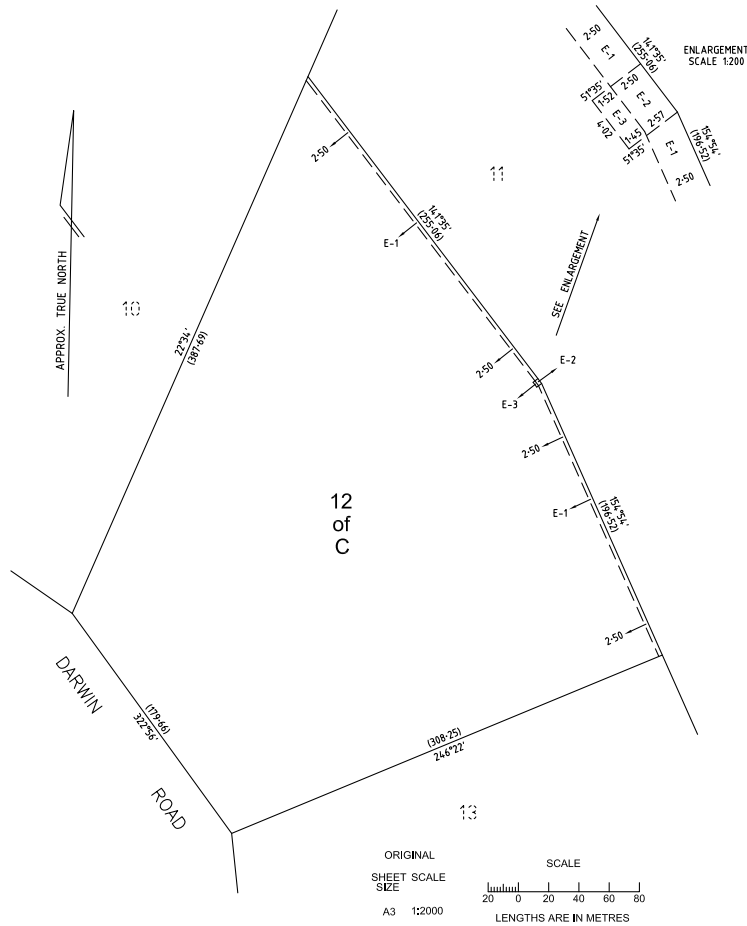 ENLARGEMENT
SCALE 1:200
141°35'
(255·06)
2·50
E-1
2·50
51°35'
1·52
E-2
E-3
4·02
2·57
1·45
51°35'
E-1
154°54'
(196·52)
2·50
2·50
11
141°35'
(255·06)
E-1
SEE ENLARGEMENT
APPROX. TRUE NORTH
10
22°34'
(387·69)
2·50
E-2
E-3
2·50
12
of
C
154°54'
(196·52)
E-1
2·50
DARWIN
ROAD
(179·66)
322°56'
(308·25)
246°22'
13
ORIGINAL
SHEET SIZE
SCALE
A3
1:2000
SCALE
20 0 20 40 60 80
LENGTHS ARE IN METRES